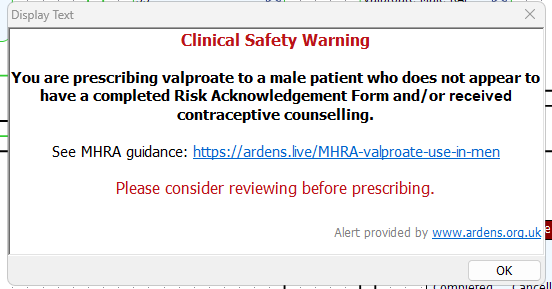 Display Text
Clinical Safety Warning
You are prescribing valproate to a male patient who does not appear to
have a completed Risk Acknowledgement Form and/or received
contraceptive counselling.
See MHRA guidance: https://ardens.live/MHRA-valproate-use-in-men
Please consider reviewing before prescribing.
Alert provided by www.ardens.org.uk
OK